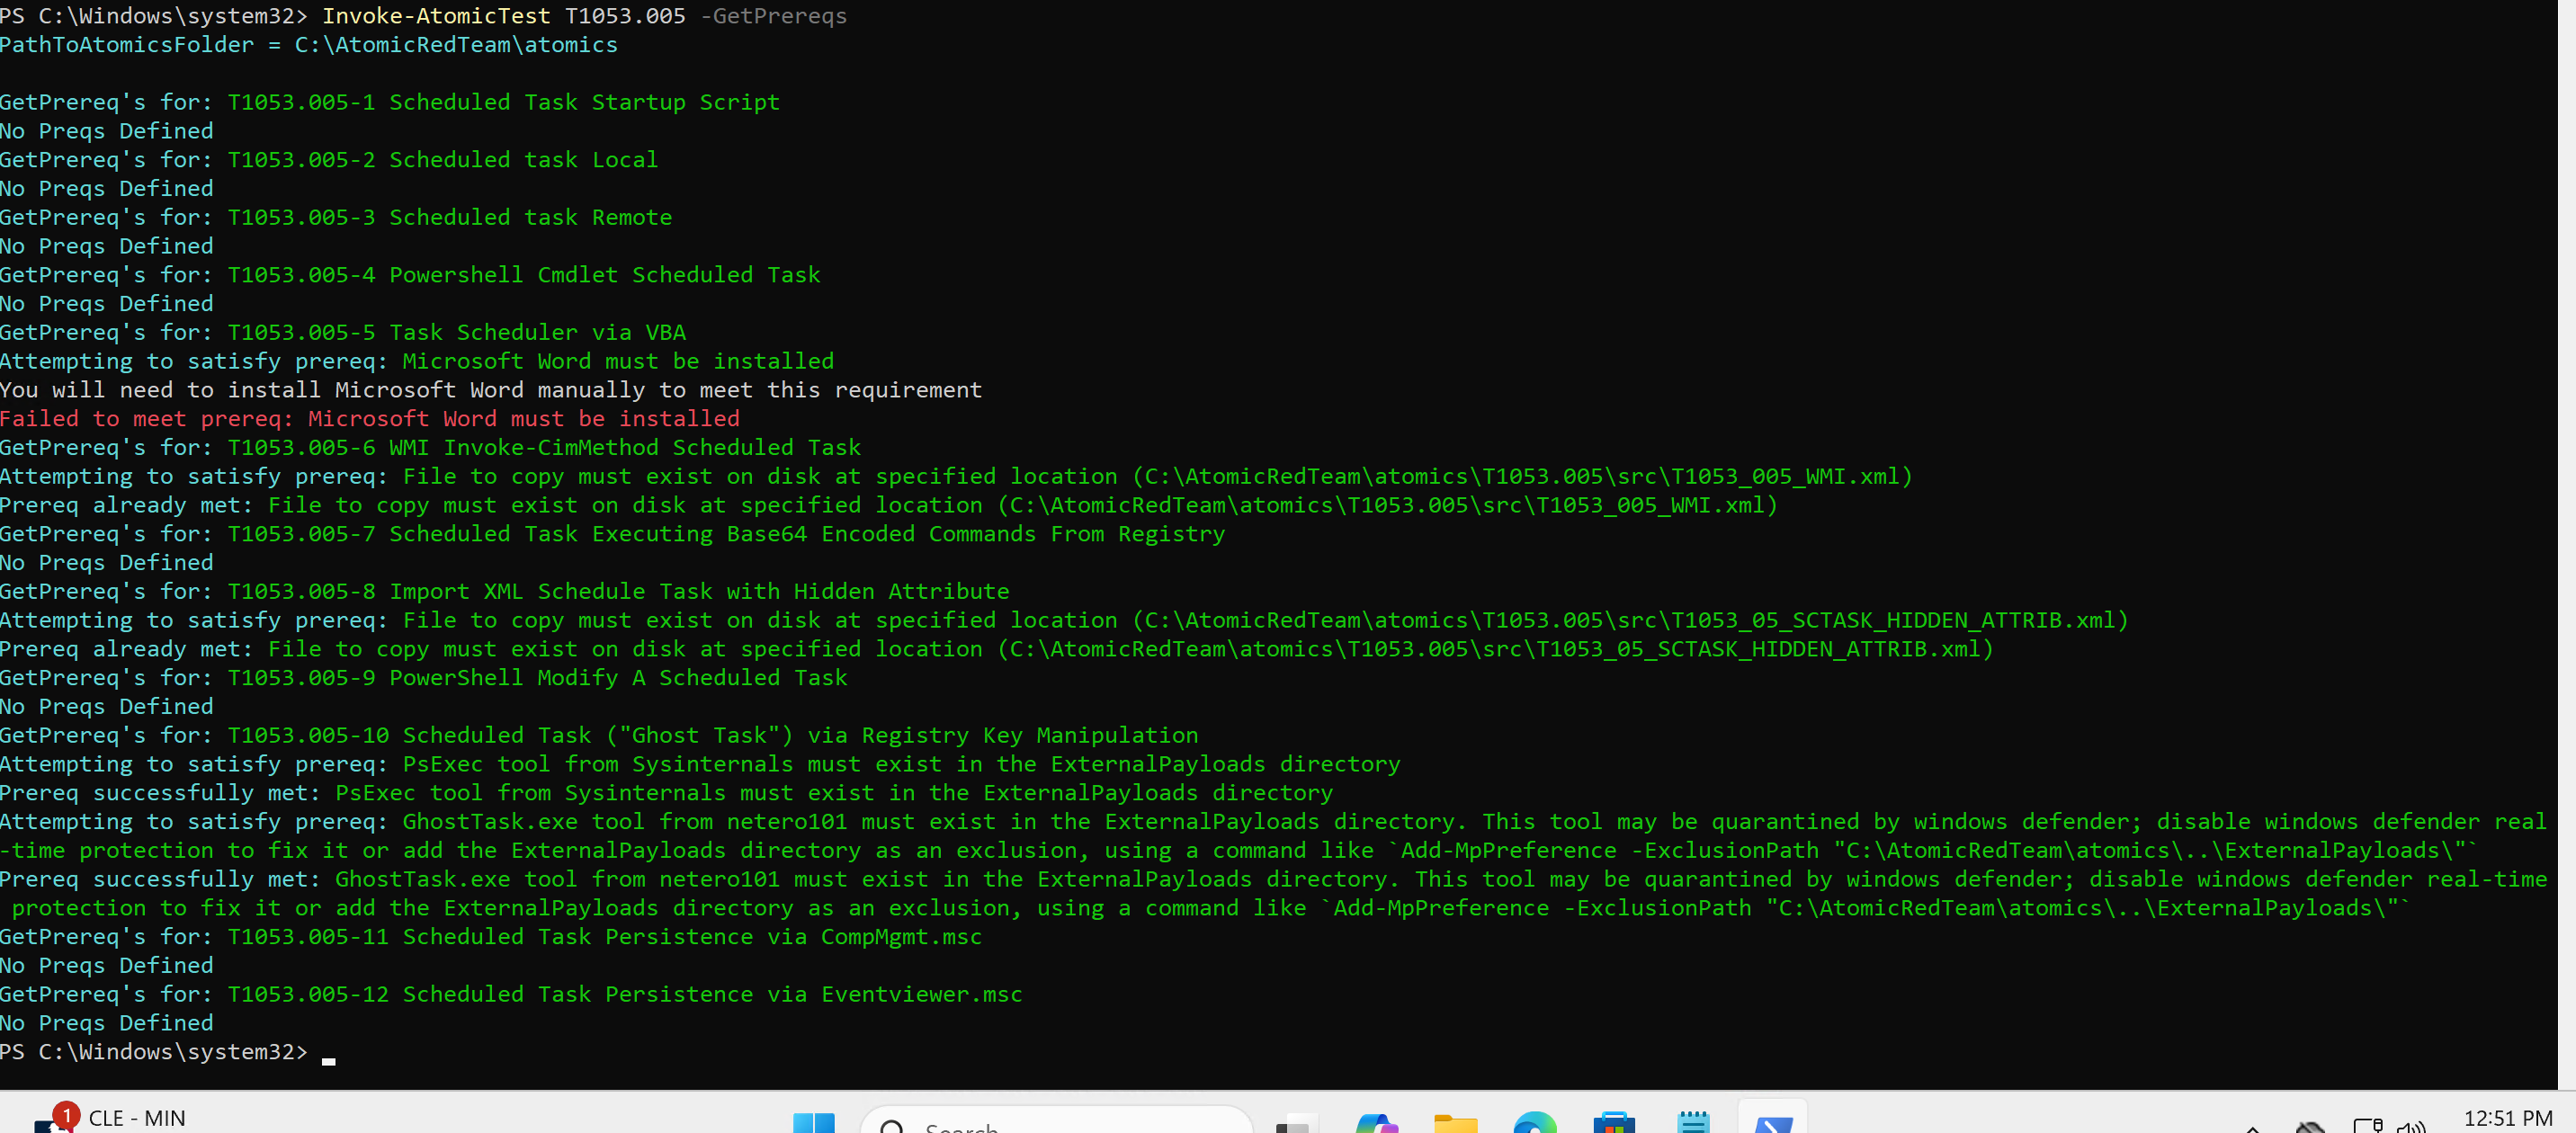 PS C:\Windows\system32> Invoke-AtomicTest T1053.005 -GetPrereqs
PathToAtomicsFolder = C:\AtomicRedTeam\atomics
GetPrereq's for: T1053.005-1 Scheduled Task Startup Script
No Preqs Defined
GetPrereq's for: T1053.005-2 Scheduled task Local
No Preqs Defined
GetPrereq's for: T1053.005-3 Scheduled task Remote
No Preqs Defined
GetPrereq's for: T1053.005-4 Powershell Cmdlet Scheduled Task
No Preqs Defined
GetPrereq's for: T1053.005-5 Task Scheduler via VBA
Attempting to satisfy prereq: Microsoft Word must be installed
You will need to install Microsoft Word manually to meet this requirement
Failed to meet prereq: Microsoft Word must be installed
GetPrereq's for: T1053.005-6 WMI Invoke-CimMethod Scheduled Task
Attempting to satisfy prereq: File to copy must exist on disk at specified location (C:\AtomicRedTeam\atomics\T1053.005\src\T1053_005_WMI.xml)
Prereq already met: File to copy must exist on disk at specified location (C:\AtomicRedTeam\atomics\T1053.005\src\T1053_005_WMI.xml)
GetPrereq's for: T1053.005-7 Scheduled Task Executing Base64 Encoded Commands From Registry
No Preqs Defined
GetPrereq's for: T1053.005-8 Import XML Schedule Task with Hidden Attribute
Attempting to satisfy prereq: File to copy must exist on disk at specified location (C:\AtomicRedTeam\atomics\T1053.005\src\T1053_05_SCTASK_HIDDEN_ATTRIB.xml)
Prereq already met: File to copy must exist on disk at specified location (C:\AtomicRedTeam\atomics\T1053.005\src\T1053_05_SCTASK_HIDDEN_ATTRIB.xml)
GetPrereq's for: T1053.005-9 PowerShell Modify A Scheduled Task
No Preqs Defined
GetPrereq's for: T1053.005-10 Scheduled Task ("Ghost Task") via Registry Key Manipulation
Attempting to satisfy prereq: PsExec tool from Sysinternals must exist in the ExternalPayloads directory
Prereq successfully met: PsExec tool from Sysinternals must exist in the ExternalPayloads directory
Attempting to satisfy prereq: GhostTask.exe tool from netero101 must exist in the ExternalPayloads directory. This tool may be quarantined by windows defender; disable windows defender real
-time protection to fix it or add the ExternalPayloads directory as an exclusion, using a command like `Add-MpPreference -ExclusionPath "C:\AtomicRedTeam\atomics\..\ExternalPayloads\"`
Prereq successfully met: GhostTask.exe tool from netero101 must exist in the ExternalPayloads directory. This tool may be quarantined by windows defender; disable windows defender real-time
 protection to fix it or add the ExternalPayloads directory as an exclusion, using a command like `Add-MpPreference -ExclusionPath "C:\AtomicRedTeam\atomics\..\ExternalPayloads\"`
GetPrereq's for: T1053.005-11 Scheduled Task Persistence via CompMgmt.msc
No Preqs Defined
GetPrereq's for: T1053.005-12 Scheduled Task Persistence via Eventviewer.msc
No Preqs Defined
PS C:\Windows\system32>
1 CLE - MIN
Search
12:51 PM